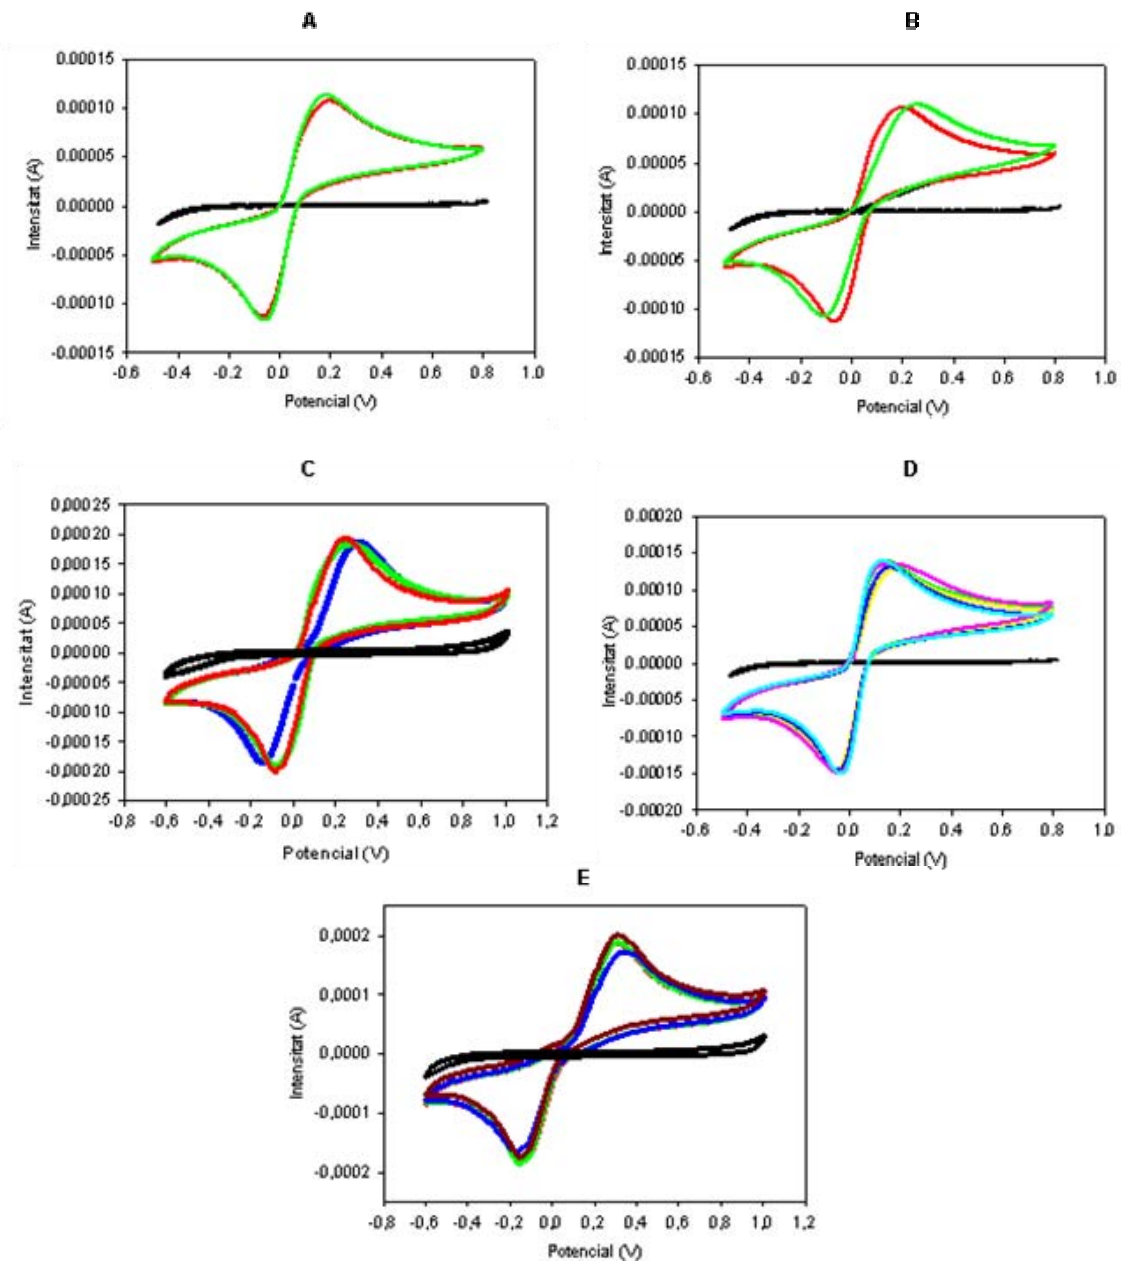 A
0.00015
0.00010
0.00005
0.00000
-0.00005
-0.00010
-0.00015
Intensitat (A)
-0.6 -0.4 -0.2 0.0 0.2 0.4 0.6 0.8 1.0
Potencial (V)
B
0.00015
0.00010
0.00005
0.00000
-0.00005
-0.00010
-0.00015
Intensitat (A)
-0.6 -0.4 -0.2 0.0 0.2 0.4 0.6 0.8 1.0
Potencial (V)
C
0,00025
0,00020
0,00015
0,00010
0,00005
0,00000
-0,00005
-0,00010
-0,00015
-0,00020
-0,00025
Intensitat (A)
-0,8 -0,6 -0,4 -0,2 0,0 0,2 0,4 0,6 0,8 1,0 1,2
Potencial (V)
D
0.00020
0.00015
0.00010
0.00005
0.00000
-0.00005
-0.00010
-0.00015
-0.00020
Intensitat (A)
-0.6 -0.4 -0.2 0.0 0.2 0.4 0.6 0.8 1.0
Potencial (V)
E
0,0002
0,0001
0,0000
-0,0001
-0,0002
Intensitat (A)
-0,8 -0,6 -0,4 -0,2 0,0 0,2 0,4 0,6 0,8 1,0 1,2
Potencial (V)